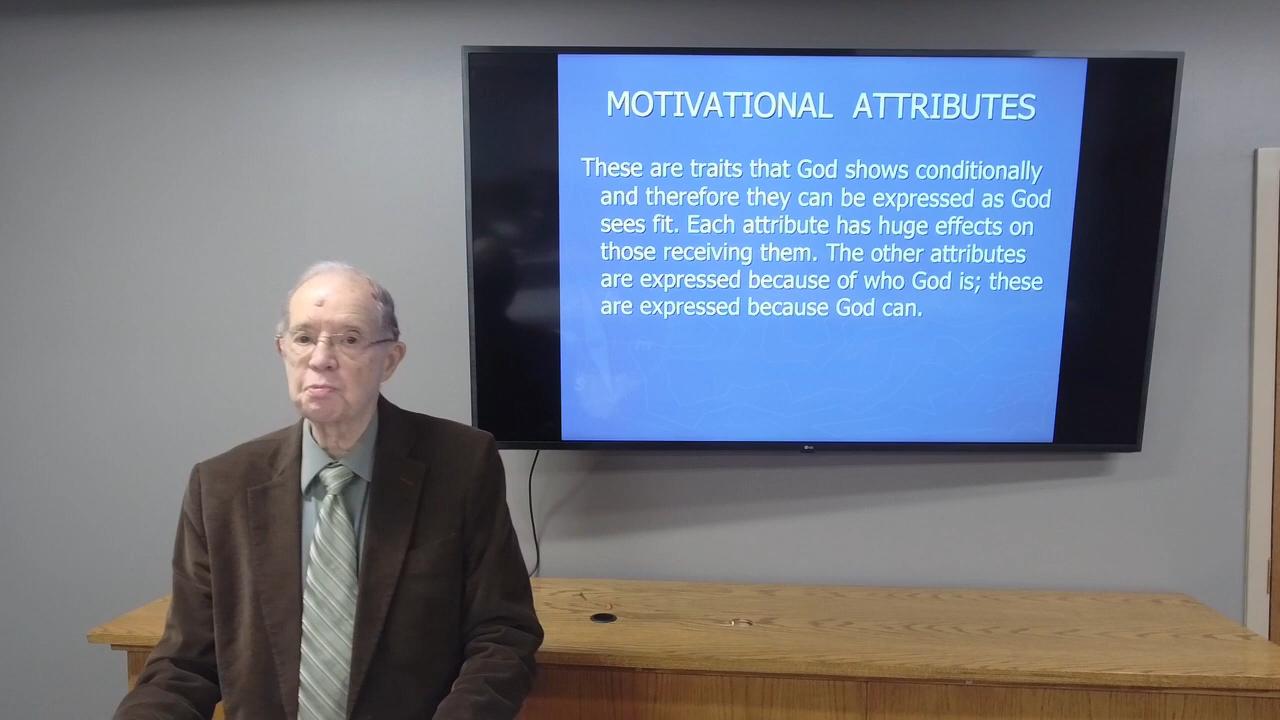 MOTIVATIONAL ATTRIBUTES
These are traits that God shows conditionally
and therefore they can be expressed as God
sees fit. Each attribute has huge effects on
those receiving them. The other attributes
are expressed because of who God is; these
are expressed because God can.